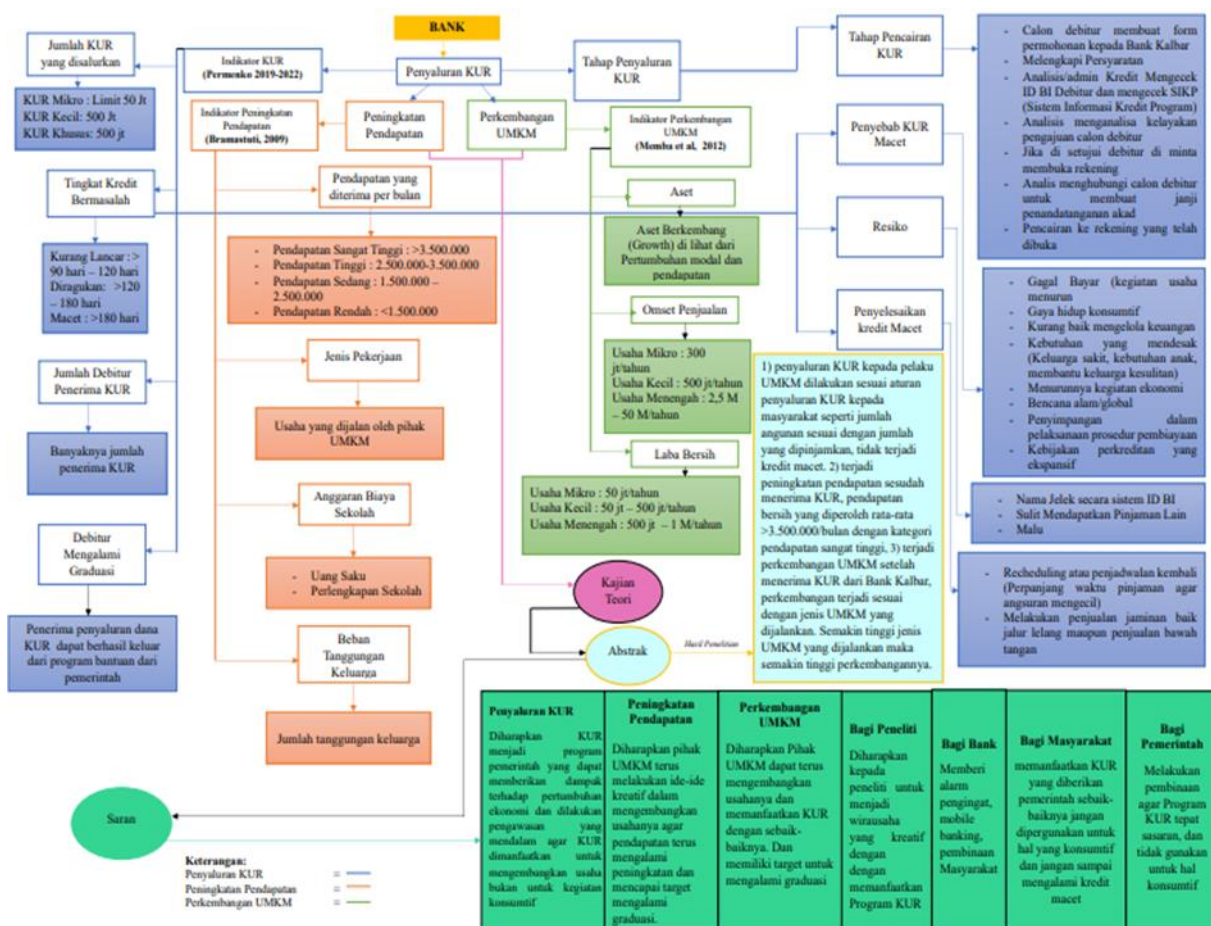 BANK
Penyaluran KUR
Indikator KUR
(Permenko 2019-2022)
Jumlah KUR
yang disalurkan
KUR Mikro : Limit 50 Jt
KUR Kecil: 500 Jt
KUR Khusus: 500 jt
Tingkat Kredit
Bermasalah
Kurang Lancar : >
90 hari – 120 hari
Diragukan: >120
– 180 hari
Macet : >180 hari
Jumlah Debitur
Penerima KUR
Banyaknya jumlah
penerima KUR
Debitur
Mengalami
Graduasi
Penerima penyaluran dana
KUR dapat berhasil keluar
dari program bantuan dari
pemerintah
Peningkatan
Pendapatan
Indikator Peningkatan
Pendapatan
(Bramastuti, 2009)
Pendapatan yang
diterima per bulan
- Pendapatan Sangat Tinggi : >3.500.000
- Pendapatan Tinggi : 2.500.000-3.500.000
- Pendapatan Sedang : 1.500.000 –
2.500.000
- Pendapatan Rendah : <1.500.000
Jenis Pekerjaan
Usaha yang dijalan oleh pihak
UMKM
Anggaran Biaya
Sekolah
- Uang Saku
- Perlengkapan Sekolah
Beban
Tanggungan
Keluarga
Jumlah tanggungan keluarga
Perkembangan
UMKM
Indikator Perkembangan
UMKM
(Memba et al, 2012)
Aset
Aset Berkembang
(Growth) di lihat dari
Pertumbuhan modal dan
pendapatan
Omset Penjualan
Usaha Mikro : 300
jt/tahun
Usaha Kecil : 500 jt/tahun
Usaha Menengah : 2,5 M
– 50 M/tahun
Laba Bersih
Usaha Mikro : 50 jt/tahun
Usaha Kecil : 50 jt – 500 jt/tahun
Usaha Menengah : 500 jt – 1 M/tahun
Tahap Penyaluran
KUR
Tahap Pencairan
KUR
- Calon debitur membuat form
permohonan kepada Bank Kalbar
- Melengkapi Persyaratan
- Analisis/admin Kredit Mengecek
ID BI Debitur dan mengecek SIKP
(Sistem Informasi Kredit Program)
- Analisis menganalisa kelayakan
pengajuan calon debitur
- Jika di setujui debitur di minta
membuka rekening
- Analis menghubungi calon debitur
untuk membuat janji
penandatanganan akad
- Pencairan ke rekening yang telah
dibuka
Penyebab KUR
Macet
- Gagal Bayar (kegiatan usaha
menurun
- Gaya hidup konsumtif
- Kurang baik mengelola keuangan
- Kebutuhan yang mendesak
(Keluarga sakit, kebutuhan anak,
membantu keluarga kesulitan)
- Menurunnya kegiatan ekonomi
- Bencana alam/global
- Penyimpangan dalam
pelaksanaan prosedur pembiayaan
- Kebijakan perkreditan yang
ekspansif
Resiko
- Nama Jelek secara sistem ID BI
- Sulit Mendapatkan Pinjaman Lain
- Malu
Penyelesaikan
kredit Macet
- Recheduling atau penjadwalan kembali
(Perpanjang waktu pinjaman agar
angsuran mengecil)
- Melakukan penjualan jaminan baik
jalur lelang maupun penjualan bawah
tangan
Kajian
Teori
Abstrak
Hasil Penelitian
1) penyaluran KUR kepada pelaku
UMKM dilakukan sesuai aturan
penyaluran KUR kepada
masyarakat seperti jumlah
angunan sesuai dengan jumlah
yang dipinjamkan, tidak terjadi
kredit macet. 2) terjadi
peningkatan pendapatan sesudah
menerima KUR, pendapatan
bersih yang diperoleh rata-rata
>3.500.000/bulan dengan kategori
pendapatan sangat tinggi, 3) terjadi
perkembangan UMKM setelah
menerima KUR dari Bank Kalbar,
perkembangan terjadi sesuai
dengan jenis UMKM yang
dijalankan. Semakin tinggi jenis
UMKM yang dijalankan maka
semakin tinggi perkembangannya.
Saran
Penyaluran KUR
Diharapkan KUR
menjadi program
pemerintah yang dapat
memberikan dampak
terhadap pertumbuhan
ekonomi dan dilakukan
pengawasan yang
mendalam agar KUR
dimanfaatkan untuk
mengembangkan usaha
bukan untuk kegiatan
konsumtif
Peningkatan
Pendapatan
Diharapkan pihak
UMKM terus
melakukan ide-ide
kreatif dalam
mengembangkan
usahanya agar
pendapatan terus
mengalami
peningkatan dan
mencapai target
mengalami
graduasi.
Perkembangan
UMKM
Diharapkan Pihak
UMKM dapat terus
mengembangkan
usahanya dan
memanfaatkan KUR
dengan sebaik-
baiknya. Dan
memiliki target untuk
mengalami graduasi
Bagi Peneliti
Diharapkan
kepada
peneliti untuk
menjadi
wirausaha
yang kreatif
dengan
dengan
memanfaatkan
Program KUR
Bagi Bank
Memberi
alarm
pengingat,
mobile
banking,
pembinaan
Masyarakat
Bagi Masyarakat
memanfaatkan KUR
yang diberikan
pemerintah sebaik-
baiknya jangan
dipergunakan untuk
hal yang konsumtif
dan jangan sampai
mengalami kredit
macet
Bagi
Pemerintah
Melakukan
pembinaan
agar Program
KUR tepat
sasaran, dan
tidak gunakan
untuk hal
konsumtif
Keterangan:
Penyaluran KUR =
Peningkatan Pendapatan =
Perkembangan UMKM =